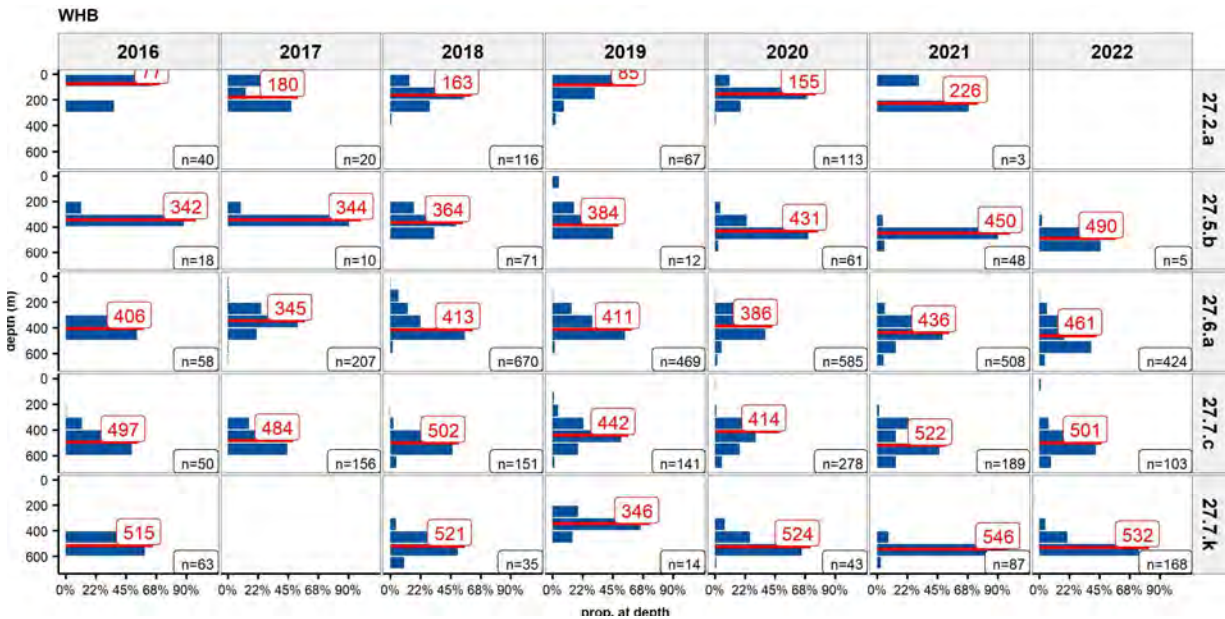 WHB
2016 2017 2018 2019 2020 2021 2022
0 77 180 163 85 155 226 27.2.a
200
400
600 n=40 n=20 n=116 n=67 n=113 n=3
0 342 344 364 384 431 450 490 27.5.b
200
400
600 n=18 n=10 n=71 n=12 n=61 n=48 n=5
0 406 345 413 411 386 436 461 27.6.a
200
400
600 n=58 n=207 n=670 n=469 n=585 n=508 n=424
depth (m)
0 497 484 502 442 414 522 501 27.7.c
200
400
600 n=50 n=156 n=151 n=141 n=278 n=189 n=103
515 521 346 524 546 532 27.7.k
200
400
600 n=63 n=35 n=14 n=43 n=87 n=168
0% 22% 45% 68% 90% 0% 22% 45% 68% 90% 0% 22% 45% 68% 90% 0% 22% 45% 68% 90% 0% 22% 45% 68% 90% 0% 22% 45% 68% 90% 0% 22% 45% 68% 90%
prop. at depth